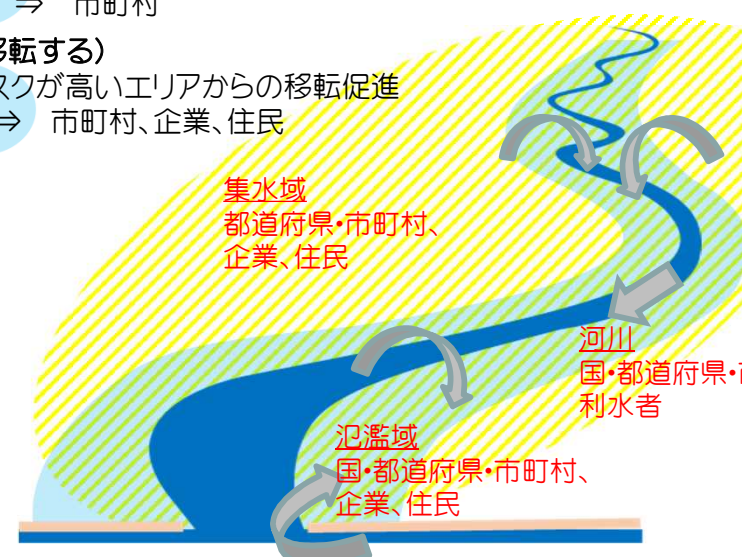 ⇒ 市町村
移転する)
スクが高いエリアからの移転促進
⇒ 市町村、企業、住民
集水域
都道府県・市町村、
企業、住民
河川
国・都道府県・市
利水者
氾濫域
国・都道府県・市町村、
企業、住民